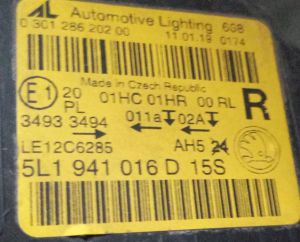 AL Automotive Lighting 608
0 301 286 202 00 11.01.19 0174
Made in Czech Republic
E1 20 01HC 01HR 00 RL R
PL
3493 3494 011a 02A
LE12C6285 AH5 24
5L1 941 016 D 15S